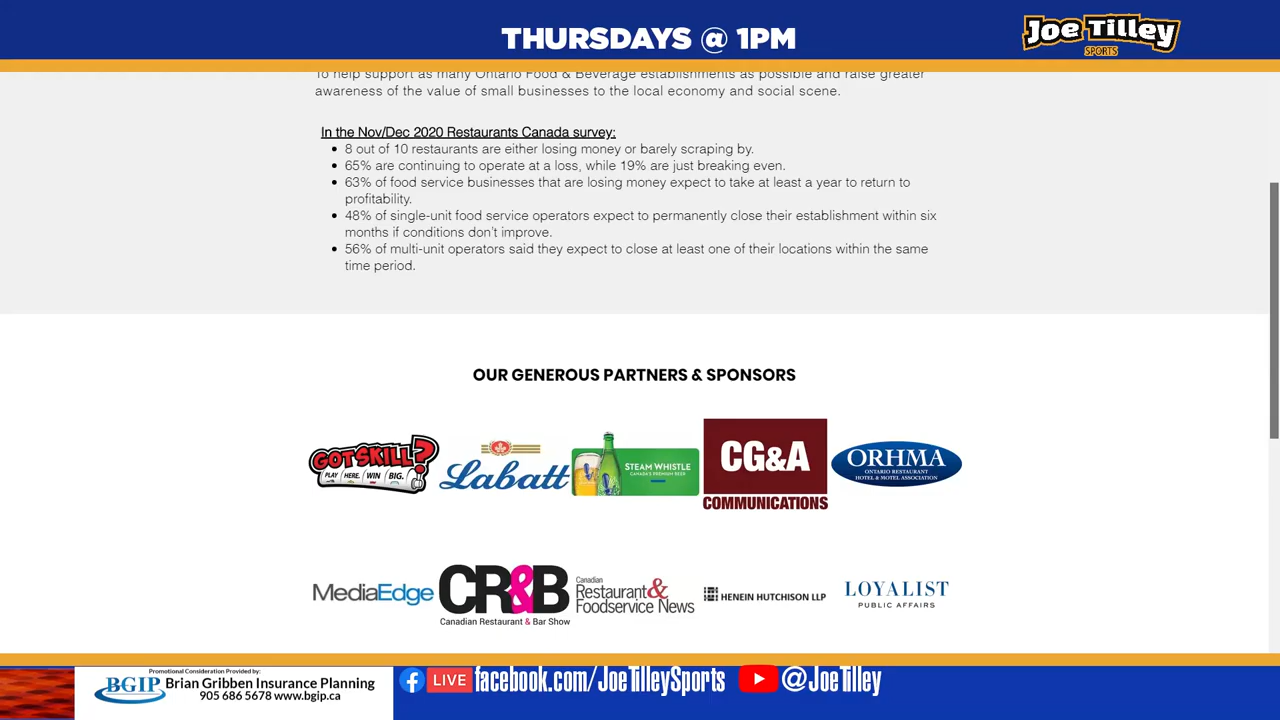 THURSDAYS @ 1PM
Joe Tilley
SPORTS
To help support as many Ontario Food & Beverage establishments as possible and raise greater
awareness of the value of small businesses to the local economy and social scene.
In the Nov/Dec 2020 Restaurants Canada survey:
8 out of 10 restaurants are either losing money or barely scraping by.
65% are continuing to operate at a loss, while 19% are just breaking even.
63% of food service businesses that are losing money expect to take at least a year to return to
profitability.
48% of single-unit food service operators expect to permanently close their establishment within six
months if conditions don't improve.
56% of multi-unit operators said they expect to close at least one of their locations within the same
time period.
OUR GENEROUS PARTNERS & SPONSORS
GOTSKILL?
PLAY HERE. WIN BIG.
Labatt
STEAM WHISTLE
CANADA'S PREMIUM BEER
CG&A
COMMUNICATIONS
ORHMA
ONTARIO RESTAURANT
HOTEL & MOTEL ASSOCIATION
MediaEdge
CR&B
Canadian Restaurant & Bar Show
Canadian
Restaurant &
Foodservice News
HENEIN HUTCHISON LLP
LOYALIST
PUBLIC AFFAIRS
Promotional Consideration Provided by:
BGIP
Brian Gribben Insurance Planning
905 686 5678 www.bgip.ca
LIVE facebook.com/JoeTilleySports
@JoeTilley